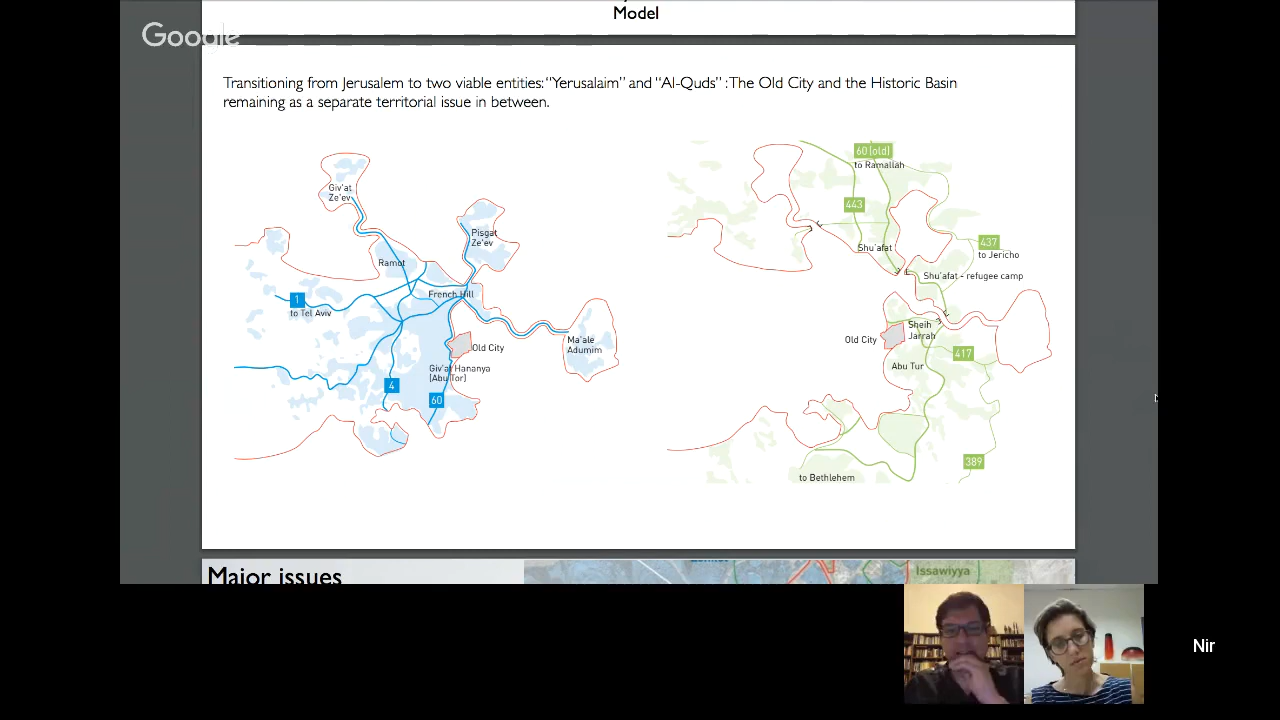 Model
Google
Transitioning from Jerusalem to two viable entities: “Yerusalaim” and “Al-Quds” : The Old City and the Historic Basin
remaining as a separate territorial issue in between.
Giv'at
Ze'ev
Pisgat
Ze'ev
Ramot
French Hill
1
to Tel Aviv
Old City
Ma'ale
Adumim
Giv'at Hananya
(Abu Tor)
4
60
60 (old)
to Ramallah
443
Shu'afat
437
to Jericho
Shu'afat - refugee camp
Old City
Sheih
Jarrah
417
Abu Tur
389
to Bethlehem
Major issues
Issawiyya
Nir